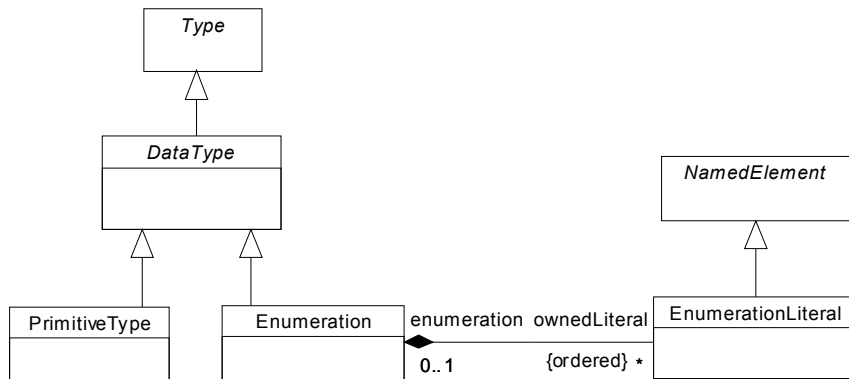 Type
DataType
NamedElement
PrimitiveType
Enumeration
enumeration ownedLiteral
EnumerationLiteral
0..1
{ordered} *